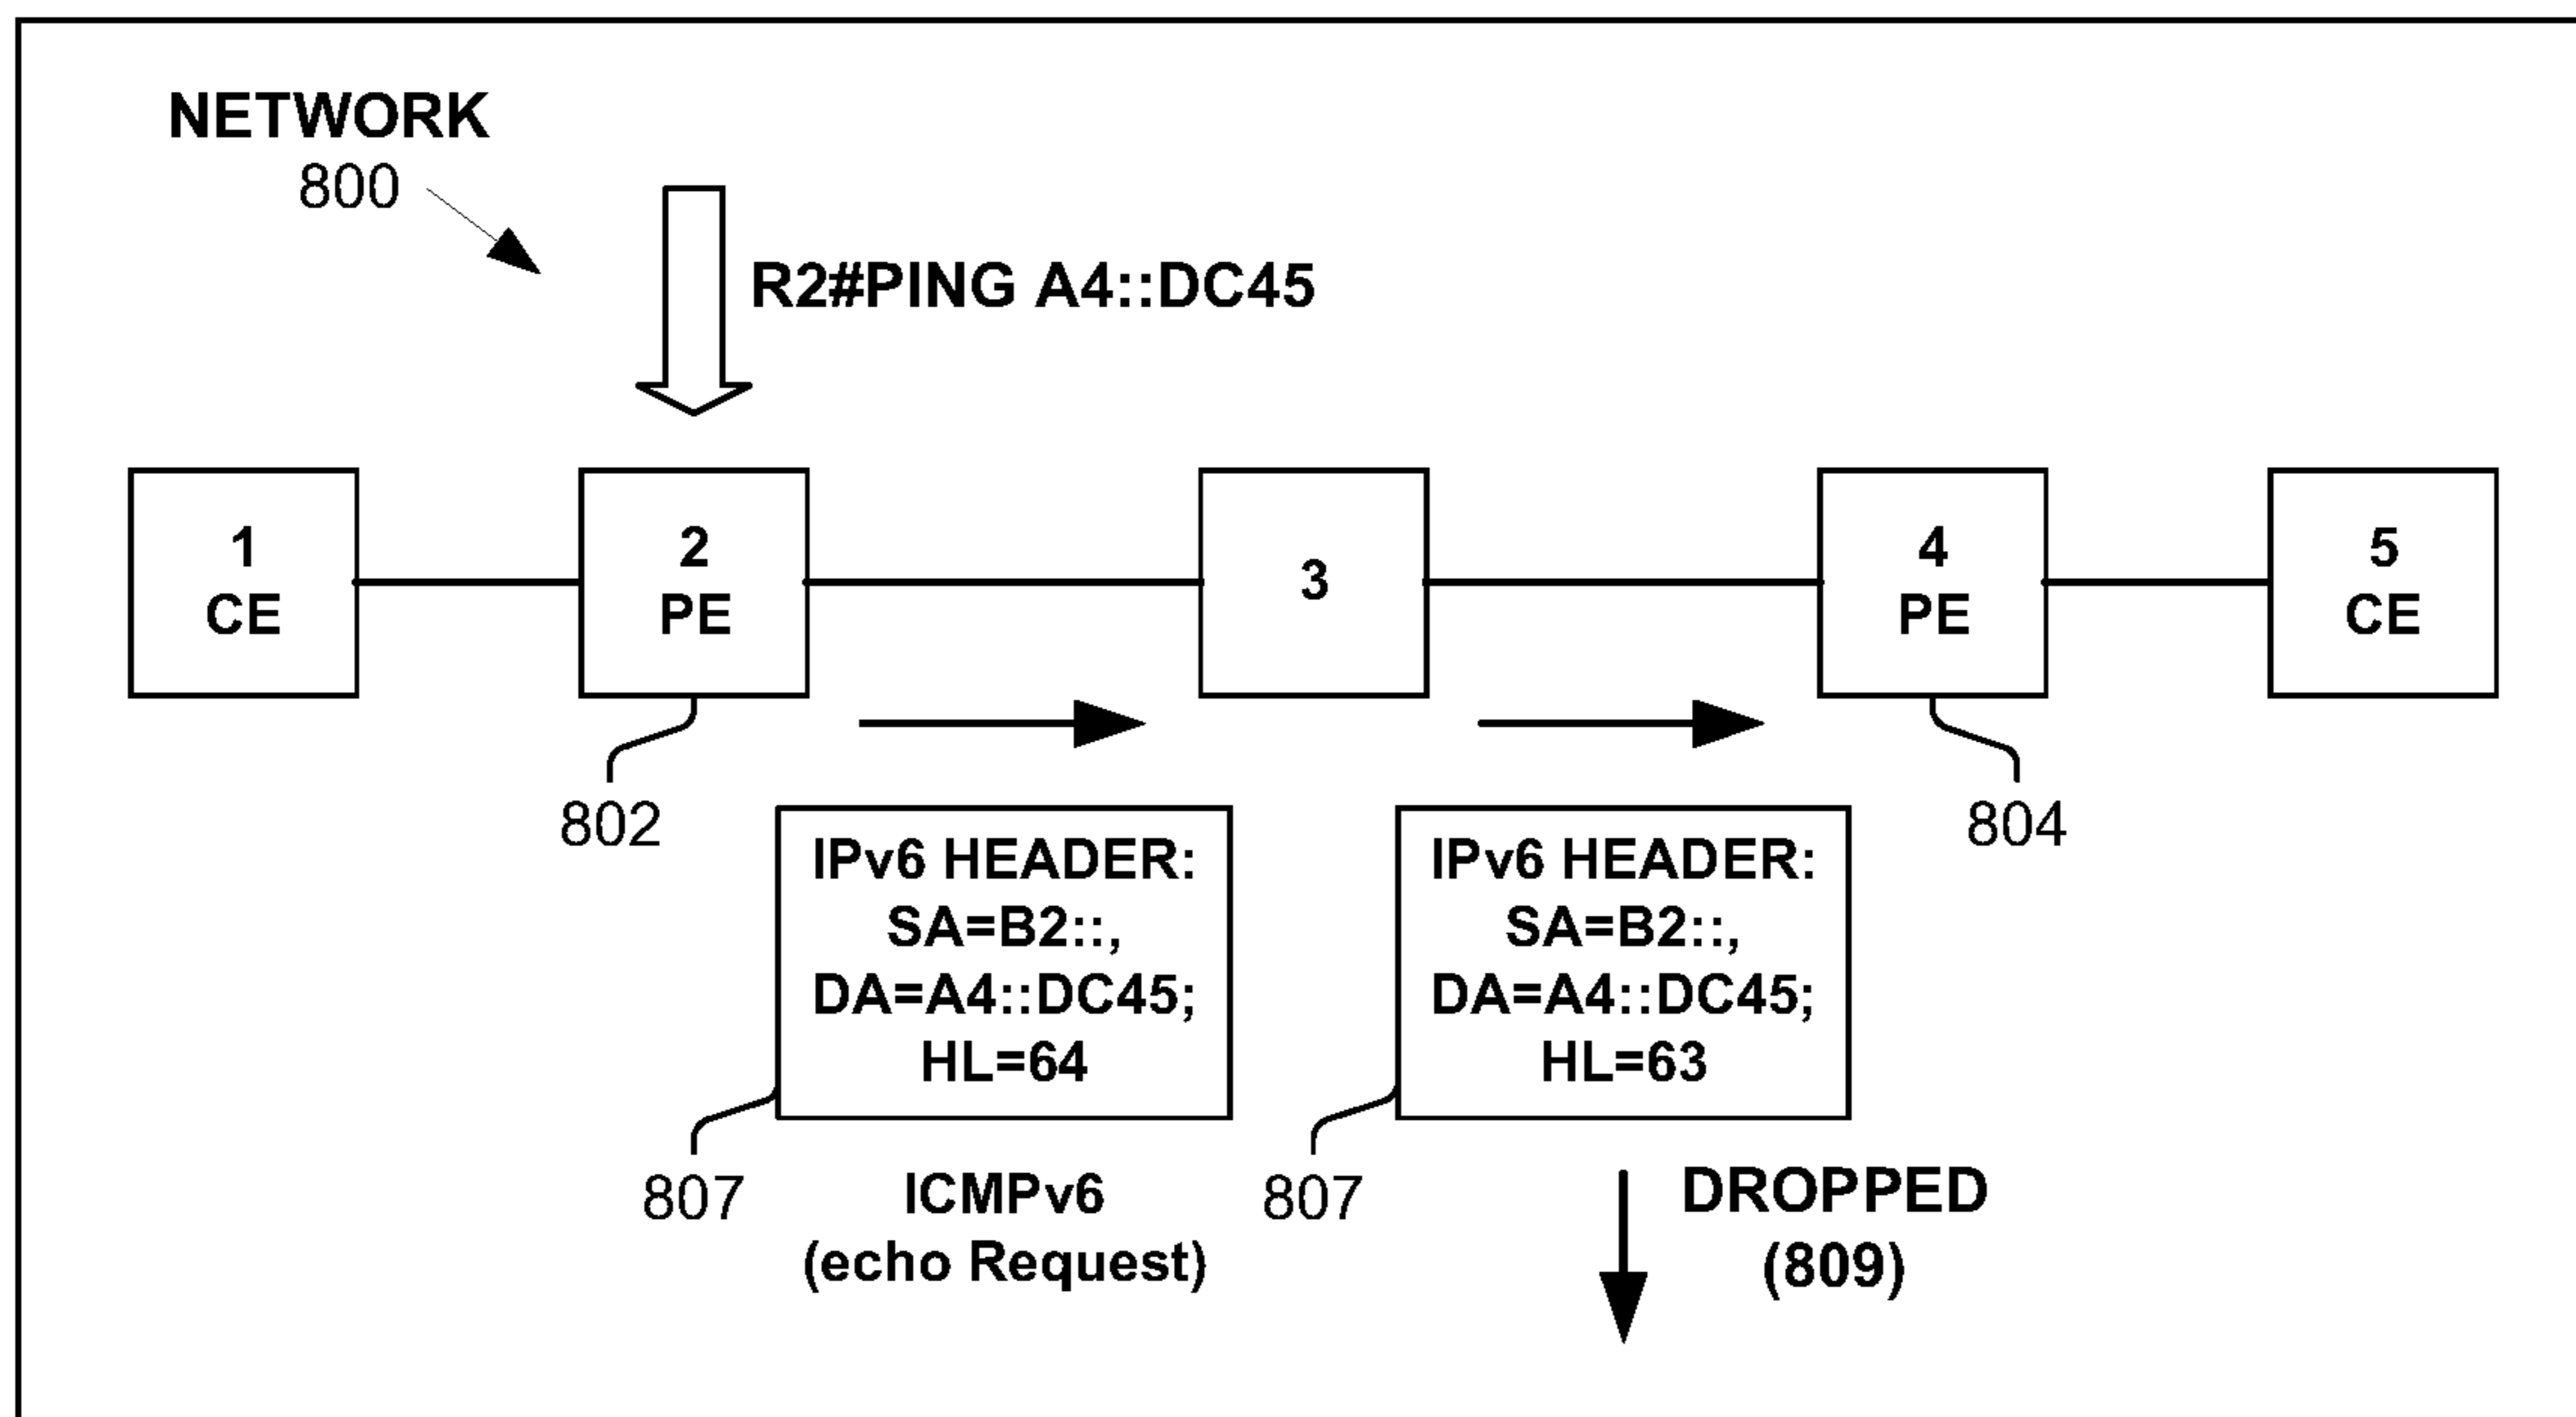 NETWORK
800
R2#PING A4::DC45
1
CE
2
PE
3
4
PE
5
CE
802
804
IPv6 HEADER:
SA=B2::,
DA=A4::DC45;
HL=64
IPv6 HEADER:
SA=B2::,
DA=A4::DC45;
HL=63
807
ICMPv6
(echo Request)
807
DROPPED
(809)